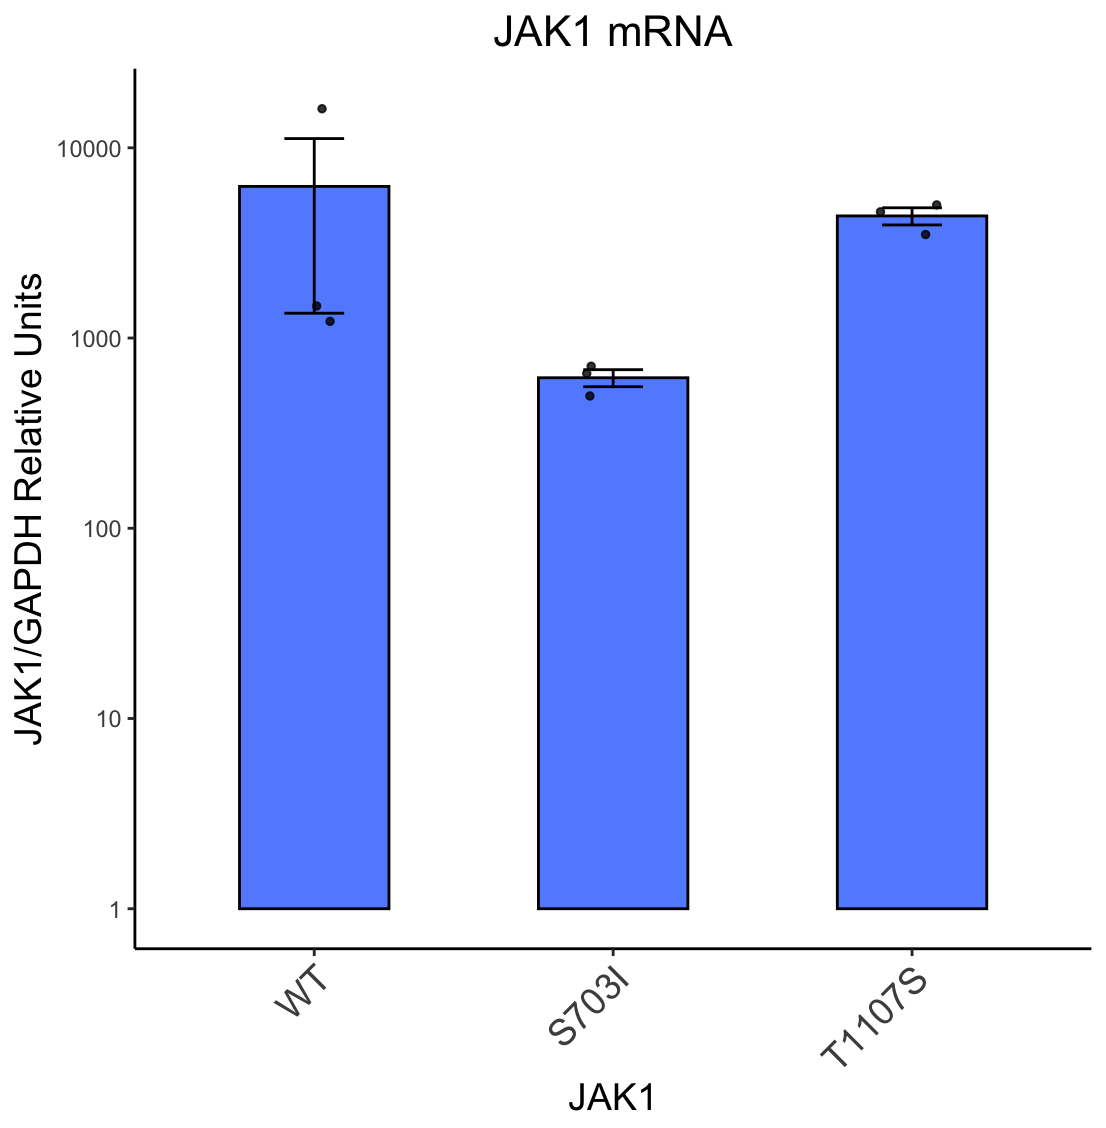 JAK1 mRNA
JAK1/GAPDH Relative Units
10000
1000
100
10
1
WT
S703I
T1107S
JAK1